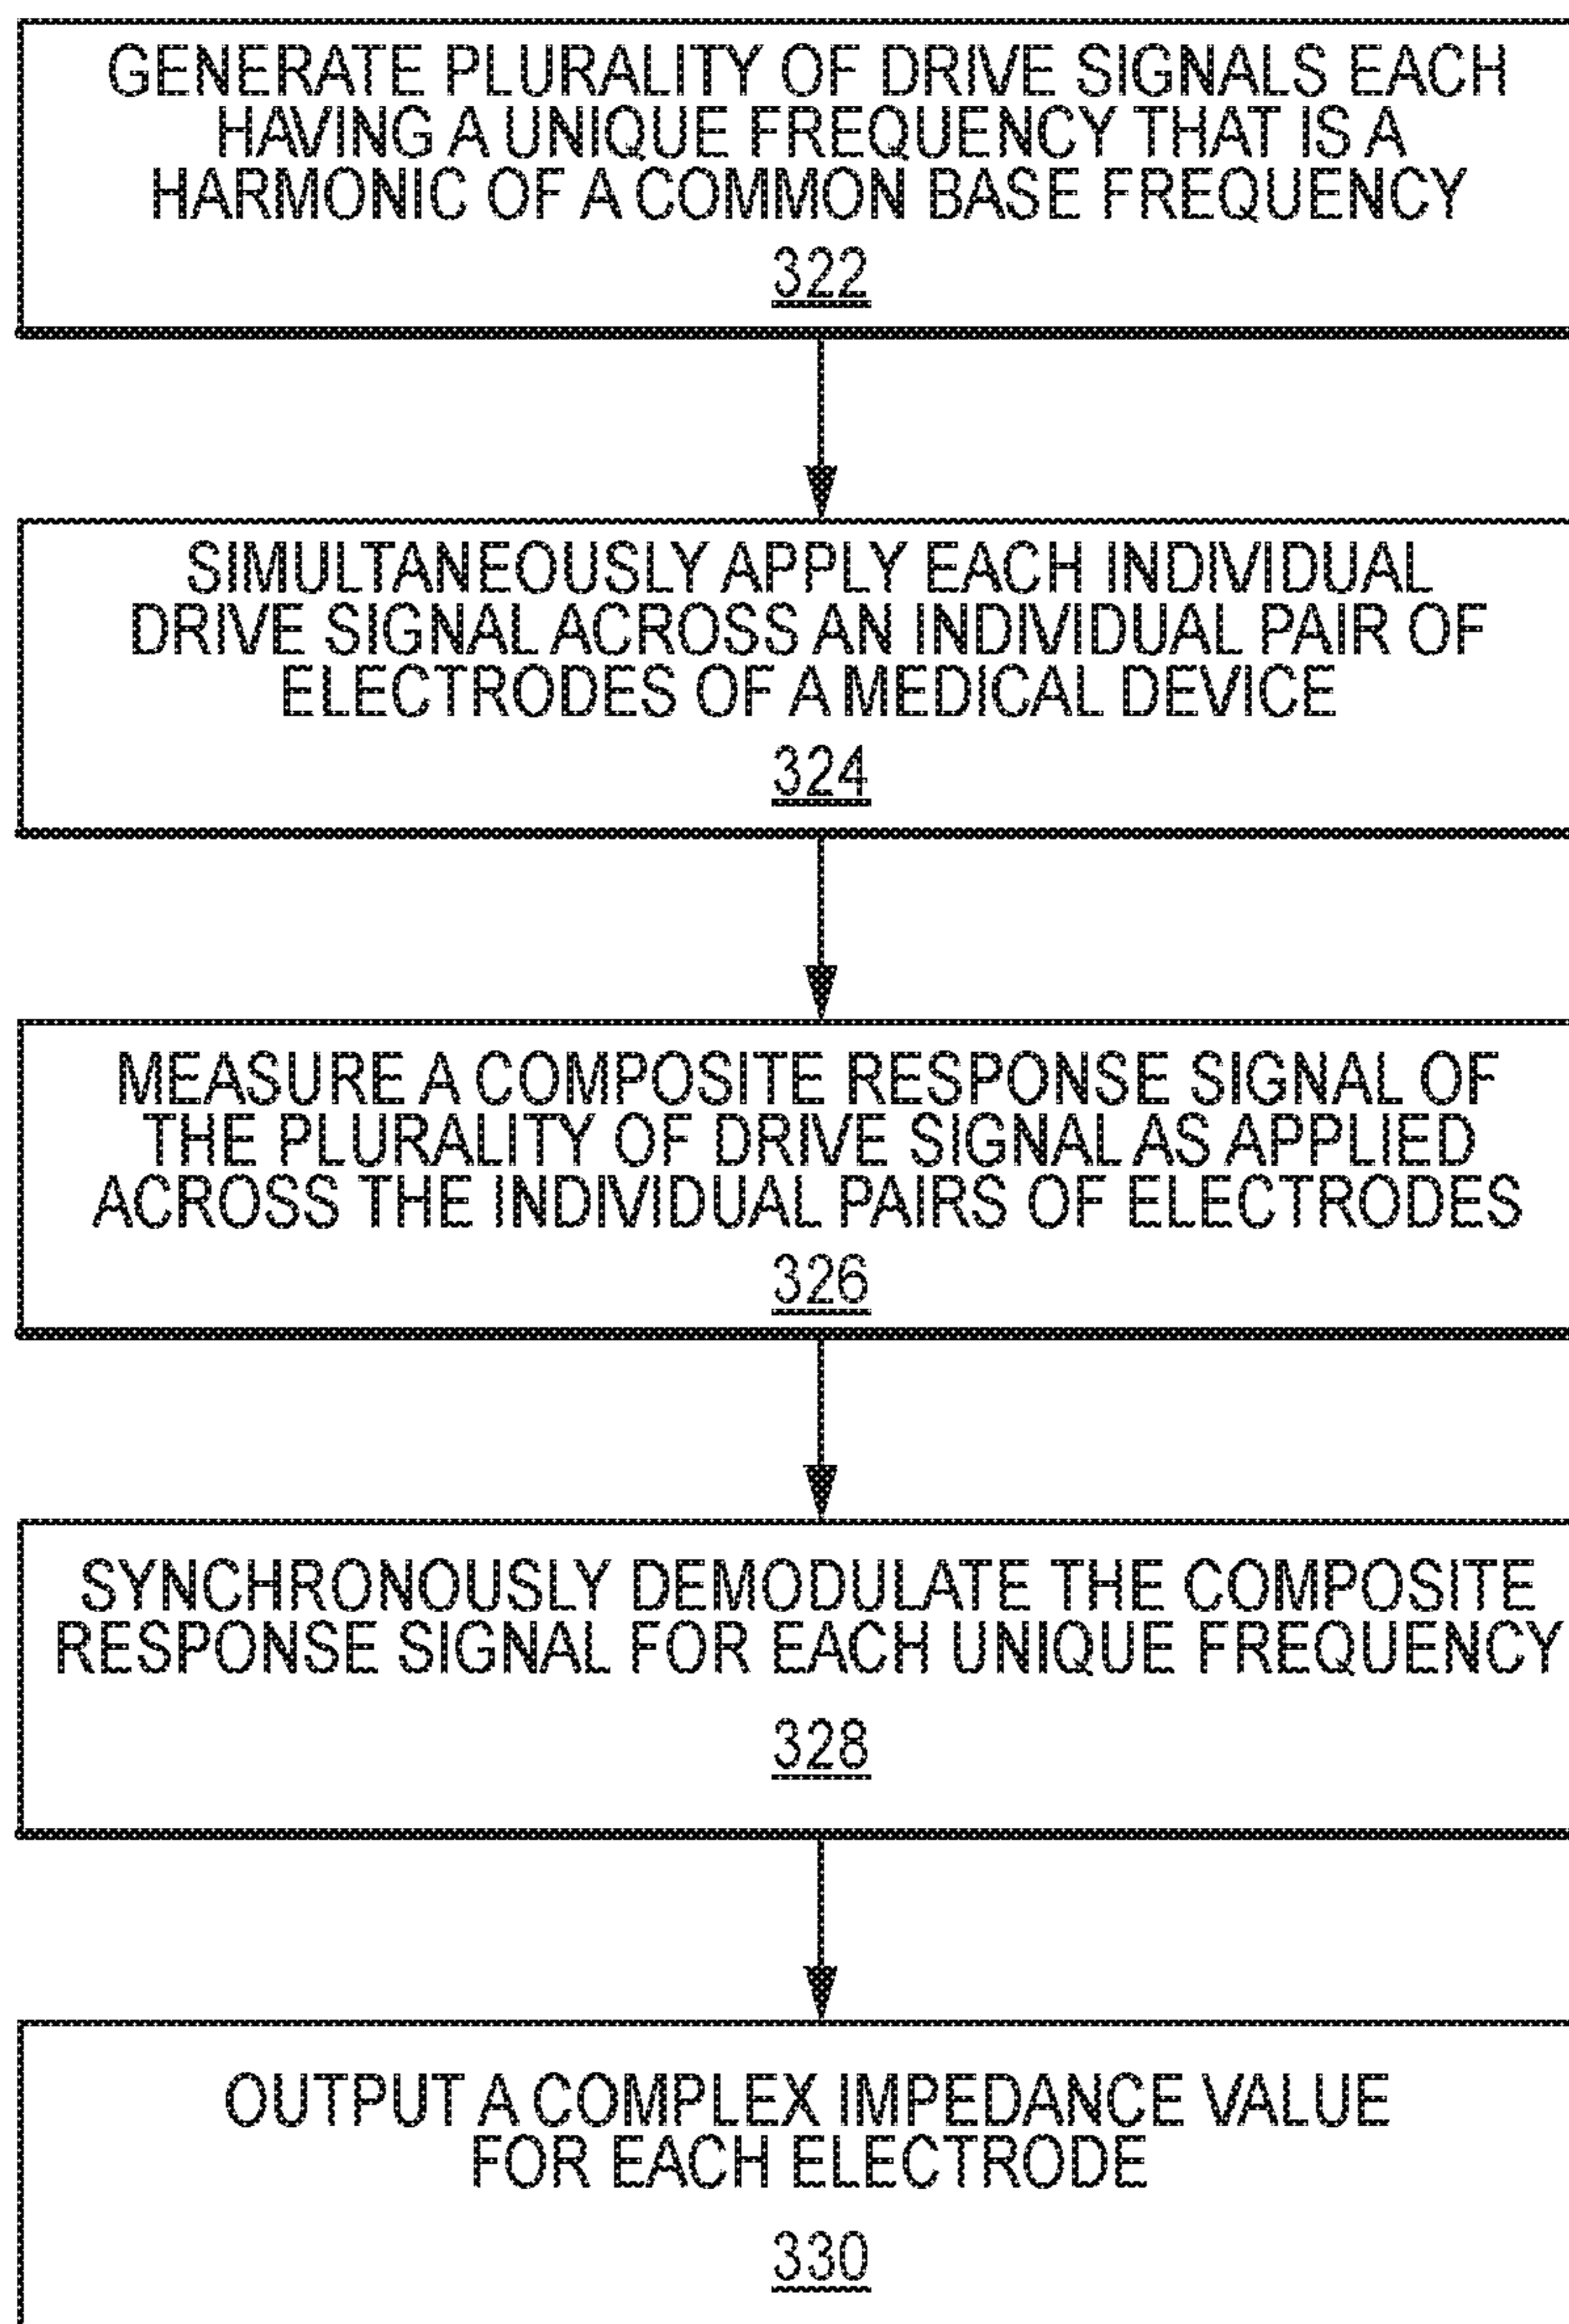 GENERATE PLURALITY OF DRIVE SIGNALS EACH
HAVING A UNIQUE FREQUENCY THAT IS A
HARMONIC OF A COMMON BASE FREQUENCY
322
SIMULTANEOUSLY APPLY EACH INDIVIDUAL
DRIVE SIGNAL ACROSS AN INDIVIDUAL PAIR OF
ELECTRODES OF A MEDICAL DEVICE
324
MEASURE A COMPOSITE RESPONSE SIGNAL OF
THE PLURALITY OF DRIVE SIGNAL AS APPLIED
ACROSS THE INDIVIDUAL PAIRS OF ELECTRODES
326
SYNCHRONOUSLY DEMODULATE THE COMPOSITE
RESPONSE SIGNAL FOR EACH UNIQUE FREQUENCY
328
OUTPUT A COMPLEX IMPEDANCE VALUE
FOR EACH ELECTRODE
330